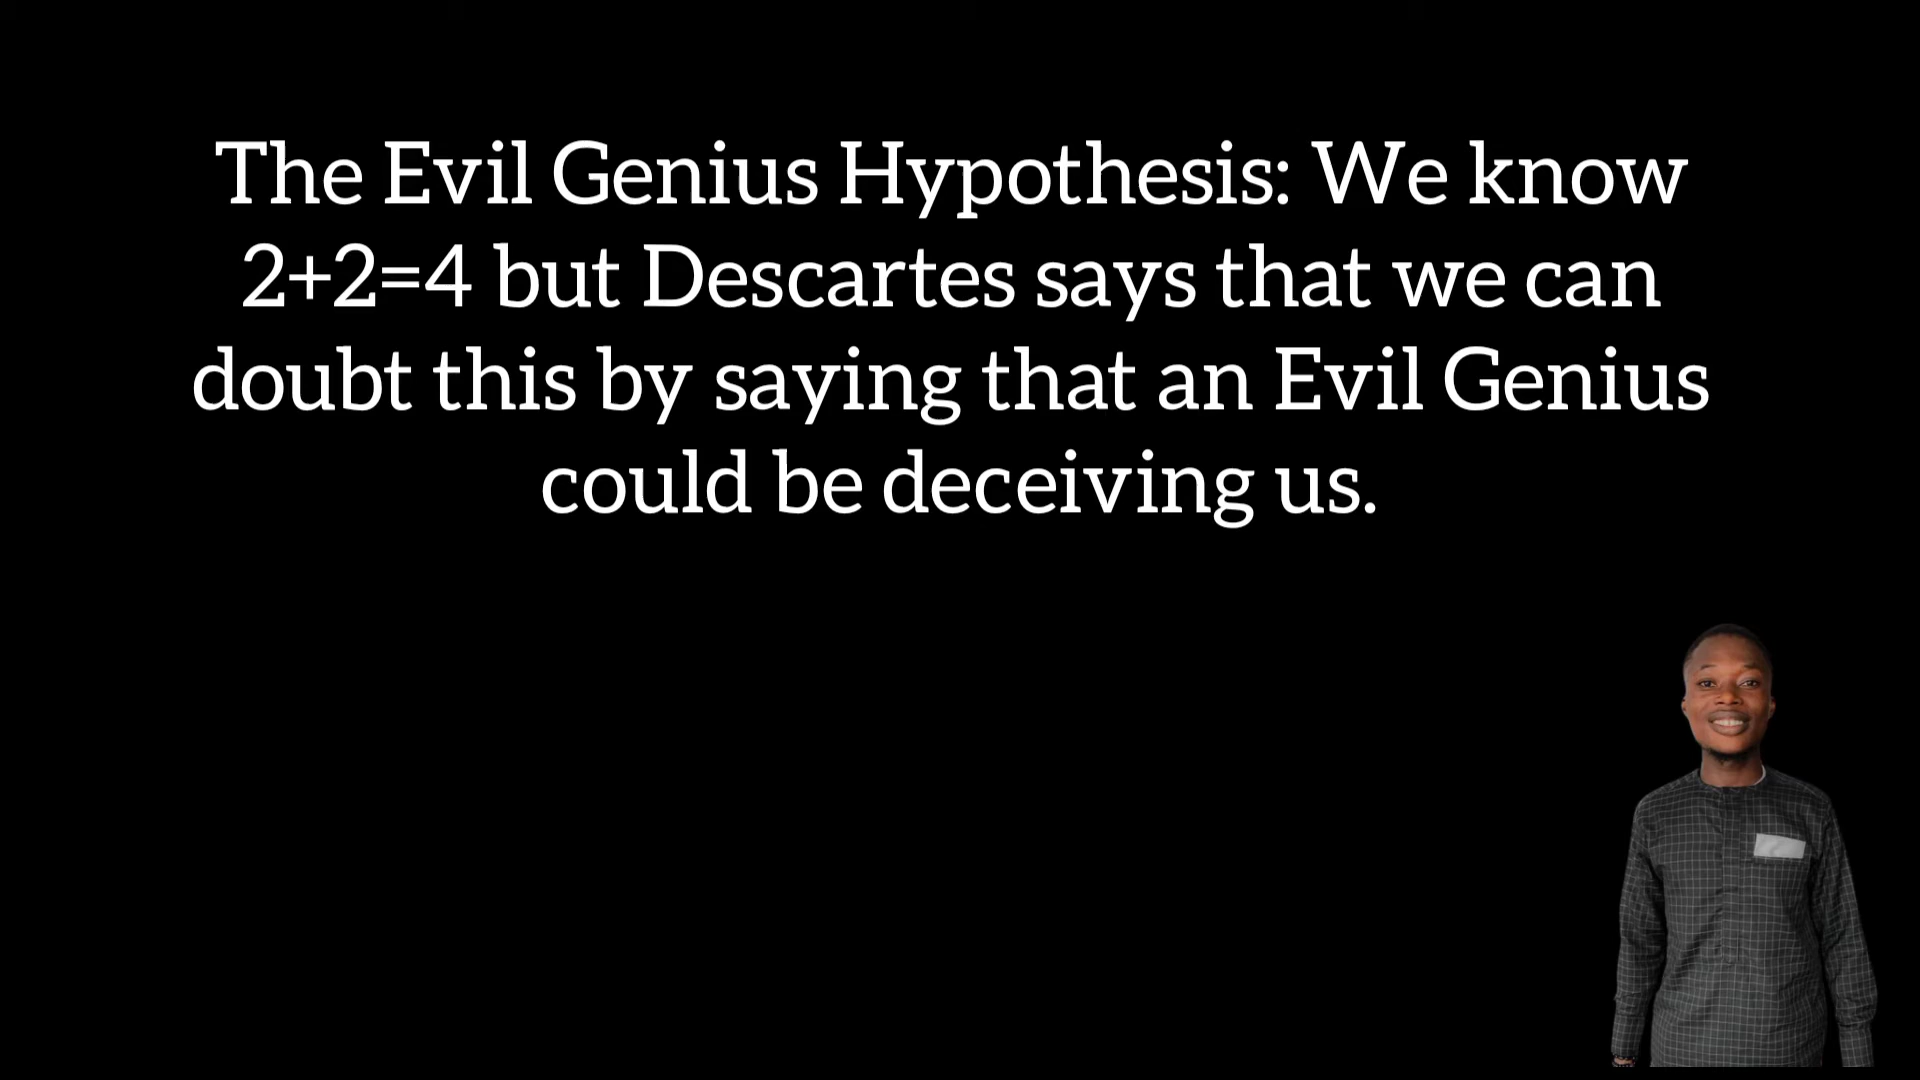 The Evil Genius Hypothesis: We know
2+2=4 but Descartes says that we can
doubt this by saying that an Evil Genius
could be deceiving us.